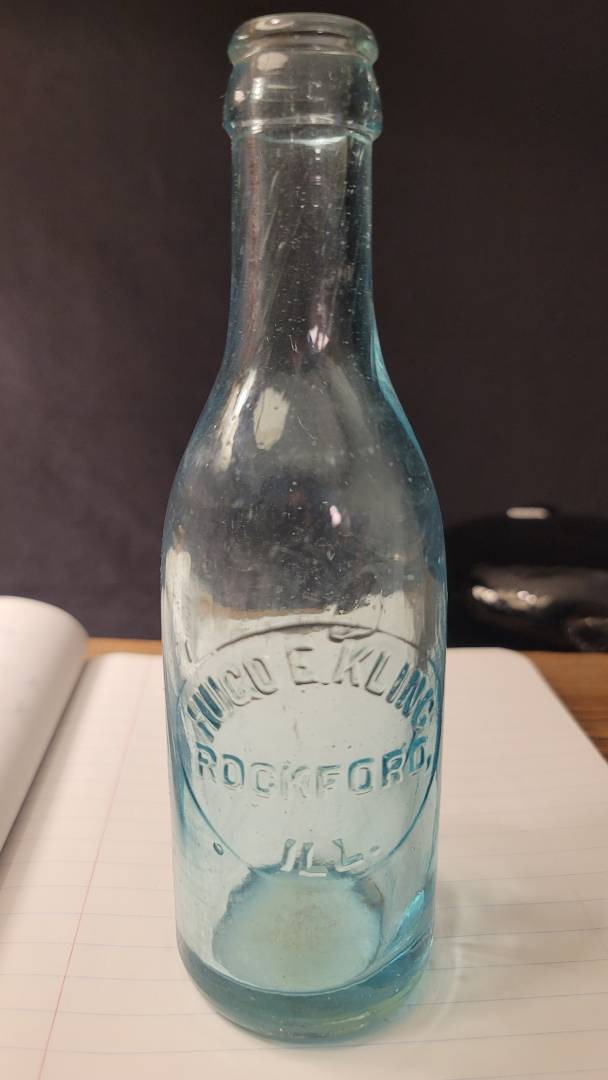 HUGO E. KLING
ROCKFORD,
ILL.